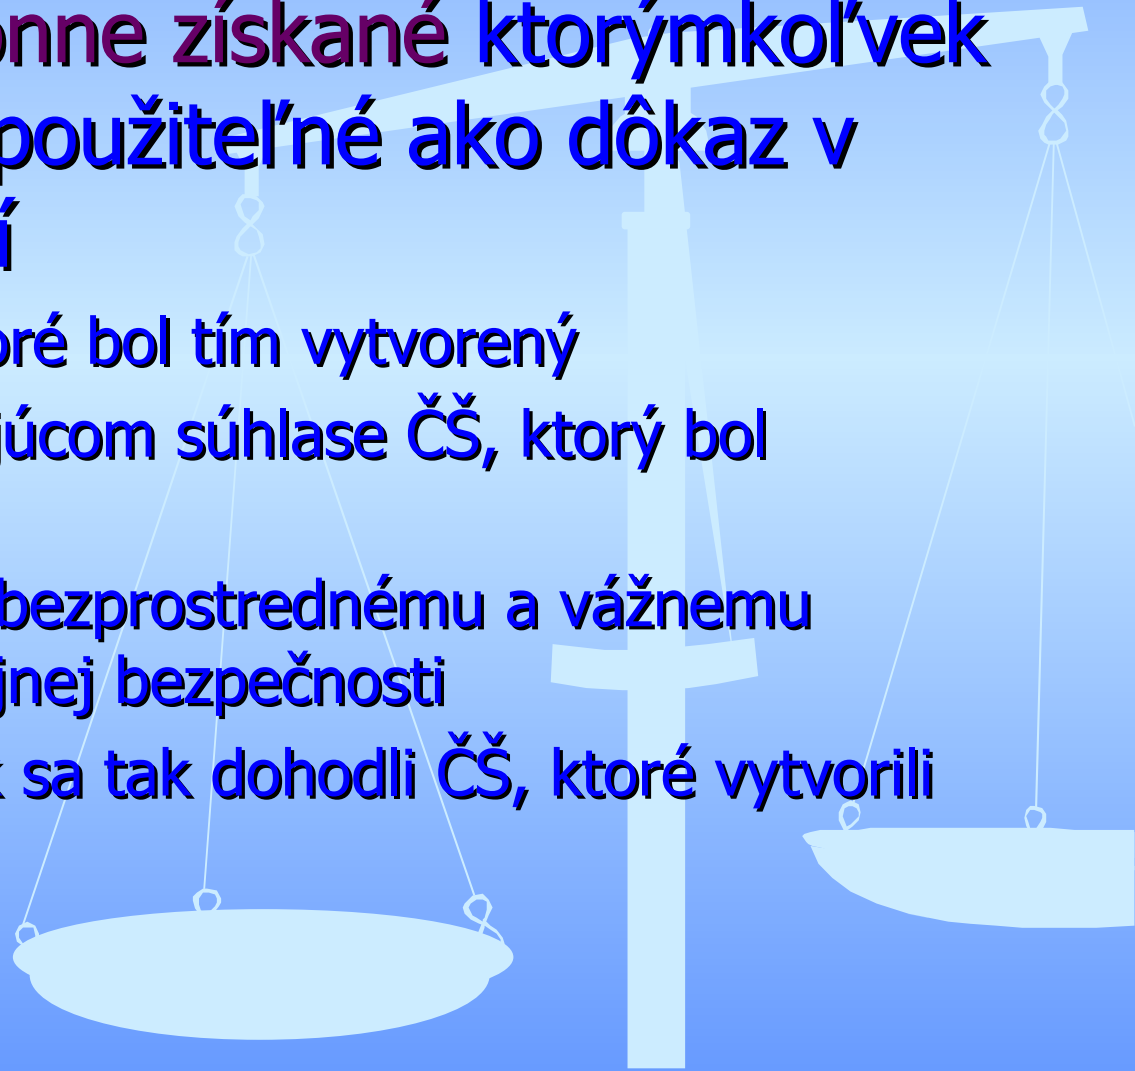 onne získané ktorýmkoľvek
použiteľné ako dôkaz v
í
oré bol tím vytvorený
júcom súhlase ČŠ, ktorý bol
bezprostrednému a vážnemu
jnej bezpečnosti
k sa tak dohodli ČŠ, ktoré vytvorili